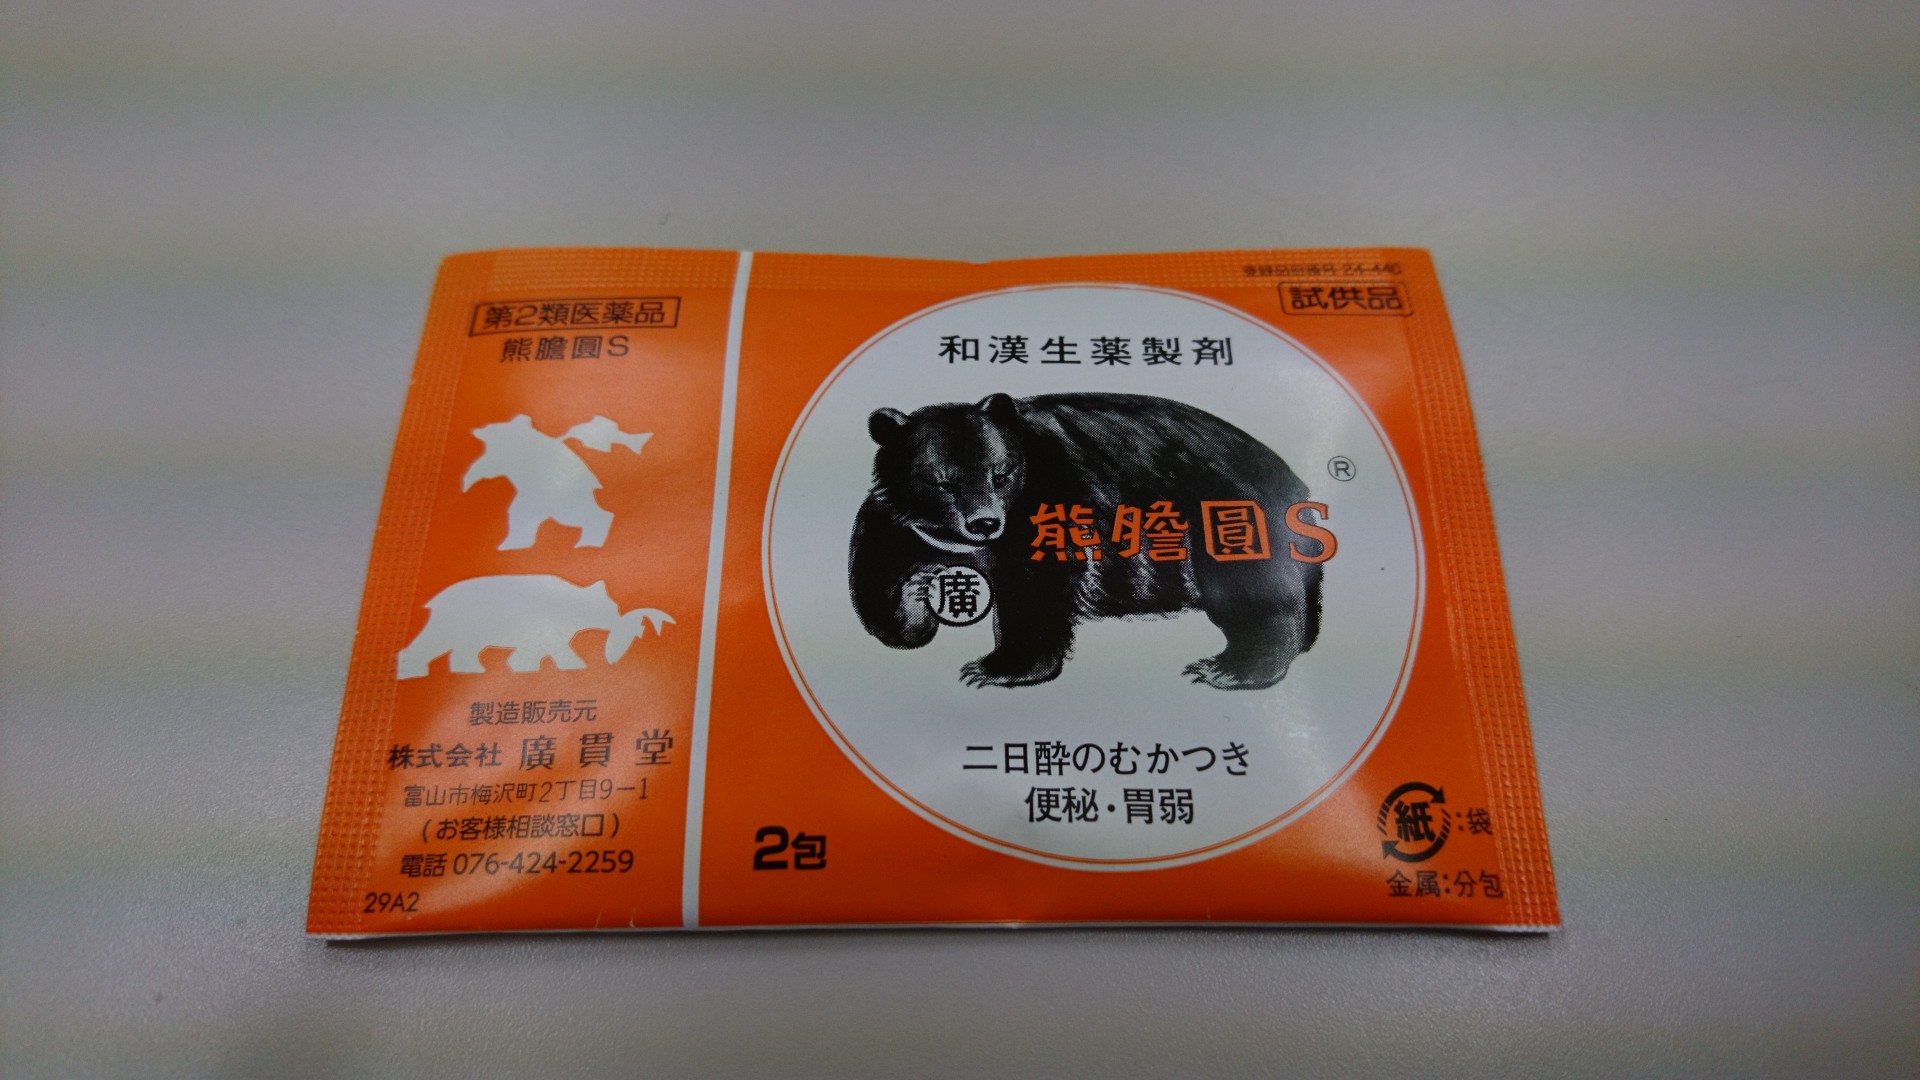 第2類医薬品
熊膽圓S
製造販売元
株式会社 廣貫堂
富山市梅沢町2丁目9-1
(お客様相談窓口)
電話 076-424-2259
29A2
試供品
和漢生薬製剤
熊膽圓S®
廣
二日酔のむかつき
便秘・胃弱
2包
紙:袋
金属:分包